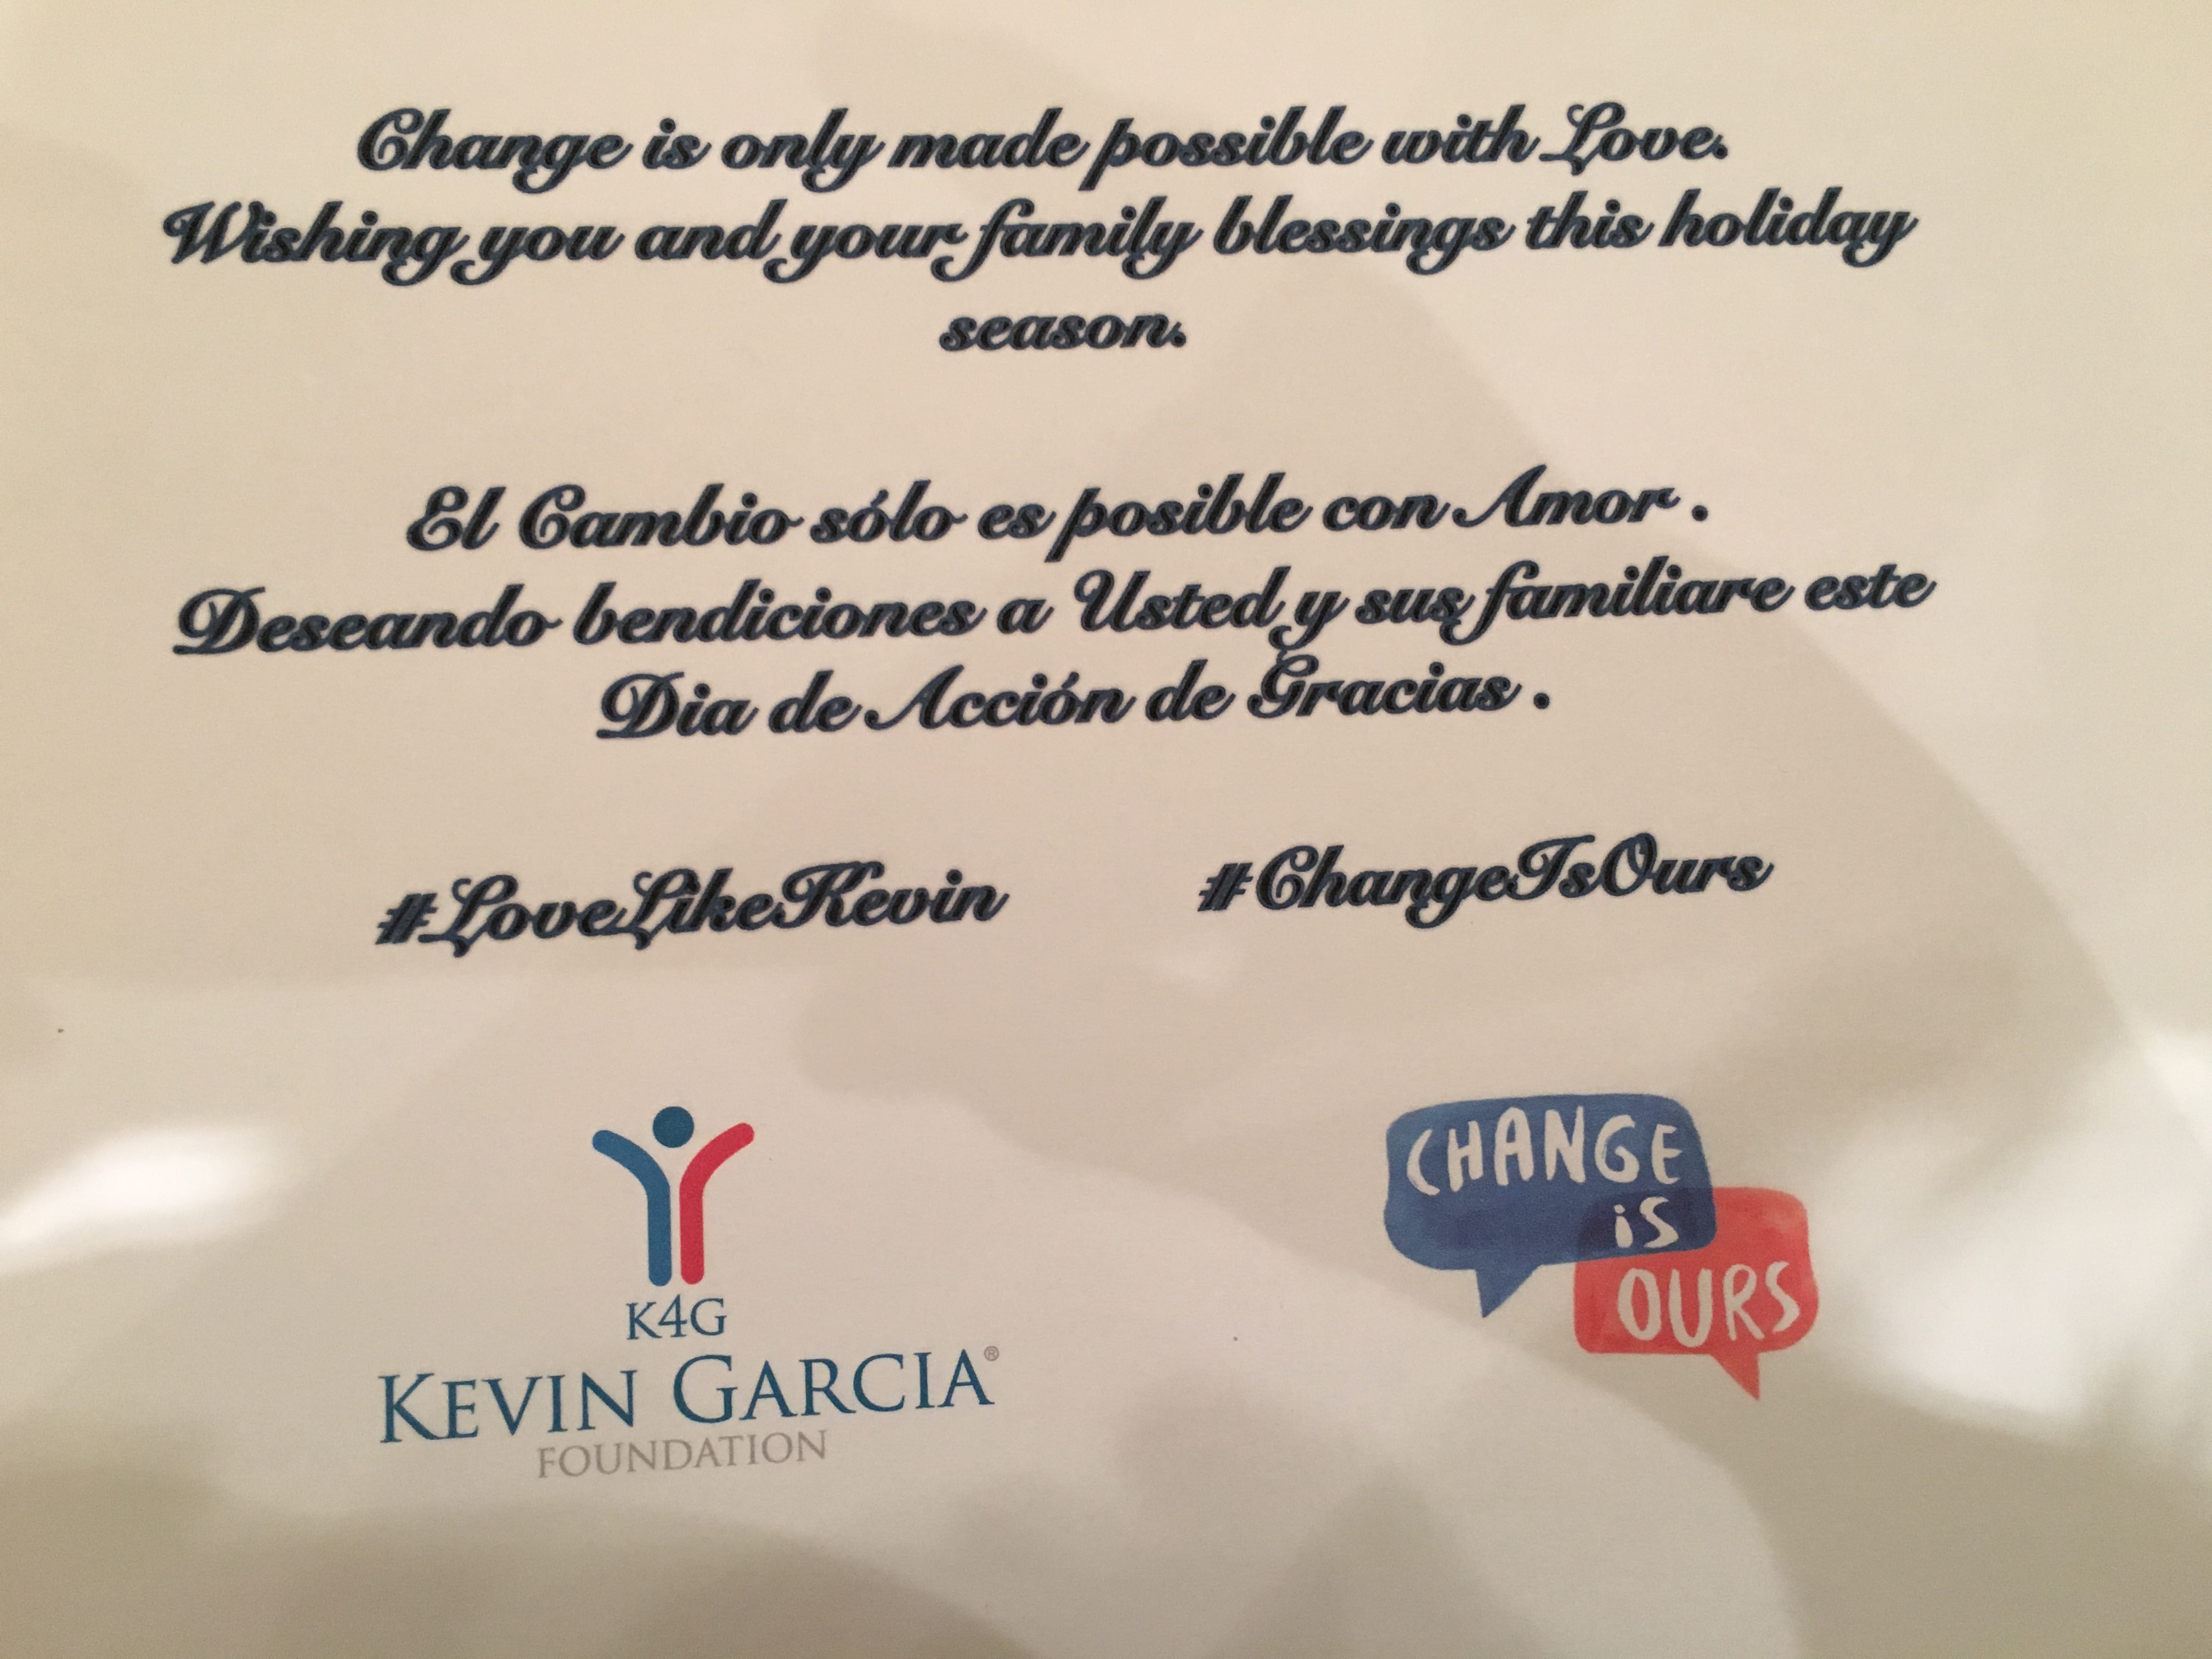 Change is only made possible with Love.
Wishing you and your family blessings this holiday
season.
El Cambio sólo es posible con Amor .
Deseando bendiciones a Usted y sus familiare este
Dia de Acción de Gracias .
#LoveLikeKevin #ChangeIsOurs
K4G
KEVIN GARCIA®
FOUNDATION
CHANGE
iS
OURS